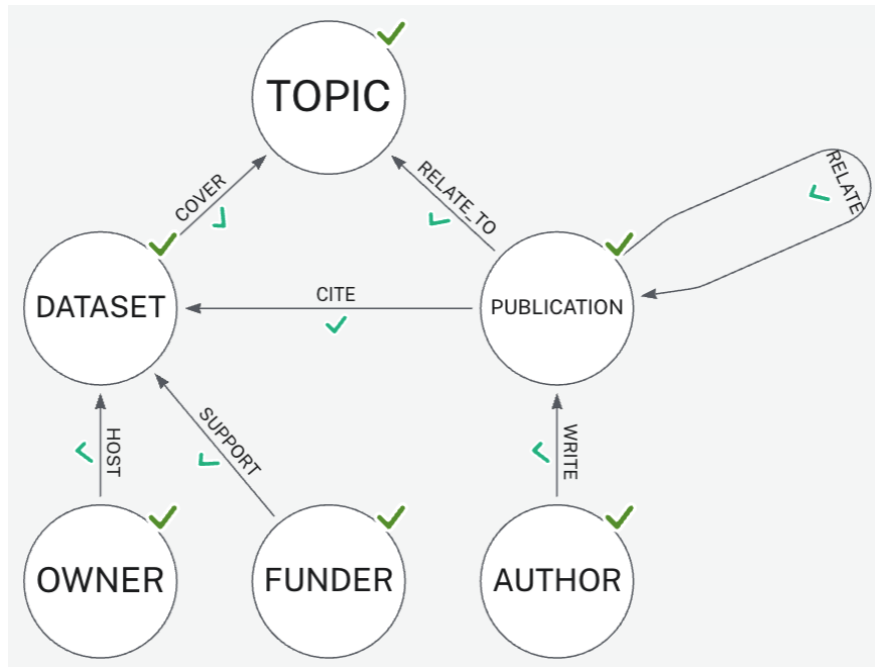 TOPIC
COVER
RELATE_TO
RELATE
DATASET
CITE
PUBLICATION
HOST
SUPPORT
WRITE
OWNER
FUNDER
AUTHOR